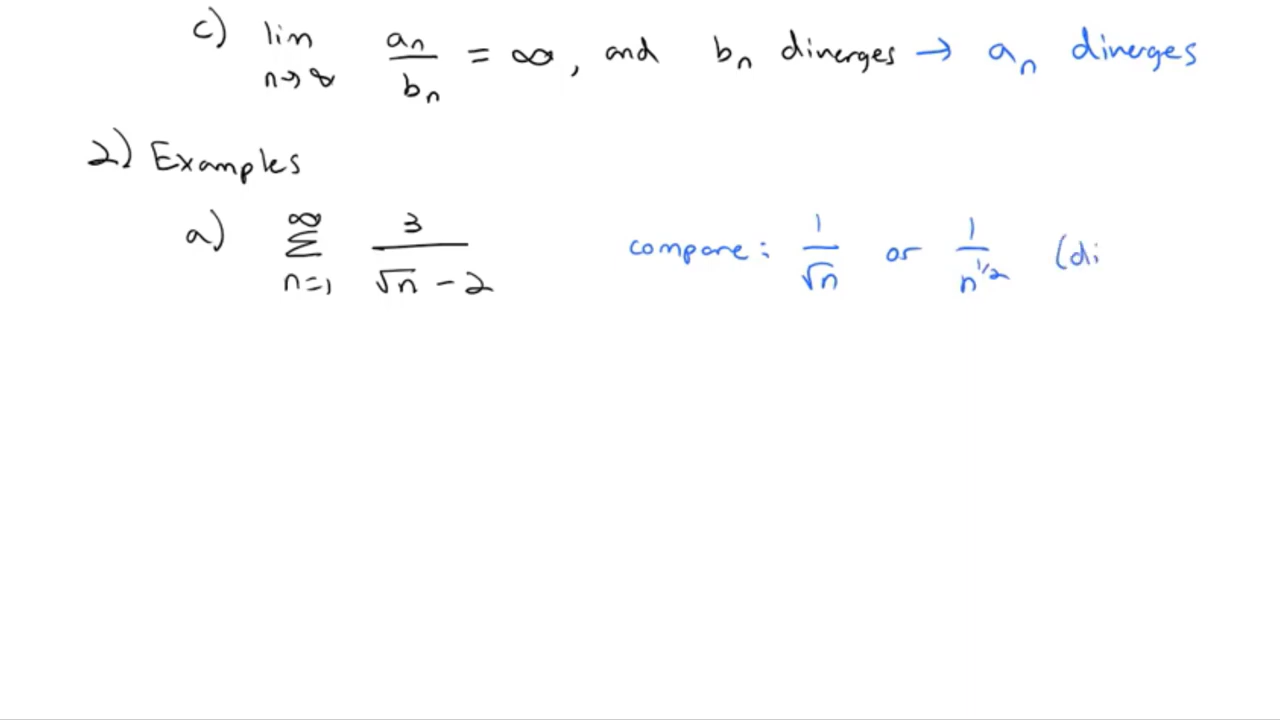 c) lim n→∞ an/bn = ∞, and bn diverges → an diverges
2) Examples
a) ∞ Σ n=1 3/(√n − 2) compare: 1/√n or 1/n^1/2 (di